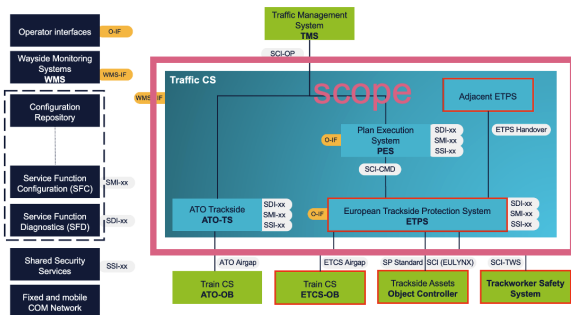 Traffic Management
System
TMS
SCI-OP
Operator interfaces
O-IF
Wayside Monitoring
Systems
WMS
WMS-IF
Configuration
Repository
Service Function
Configuration (SFC)
SMI-xx
Service Function
Diagnostics (SFD)
SDI-xx
Shared Security
Services
SSI-xx
Fixed and mobile
COM Network
Traffic CS
scope
WMS-IF
Adjacent ETPS
ETPS Handover
Plan Execution
System
PES
O-IF
SDI-xx
SMI-xx
SSI-xx
SCI-CMD
ATO Trackside
ATO-TS
SDI-xx
SMI-xx
SSI-xx
O-IF
European Trackside Protection System
ETPS
SDI-xx
SMI-xx
SSI-xx
ATO Airgap
ETCS Airgap
SP Standard
SCI (EULYNX)
SCI-TWS
Train CS
ATO-OB
Train CS
ETCS-OB
Trackside Assets
Object Controller
Trackworker Safety
System